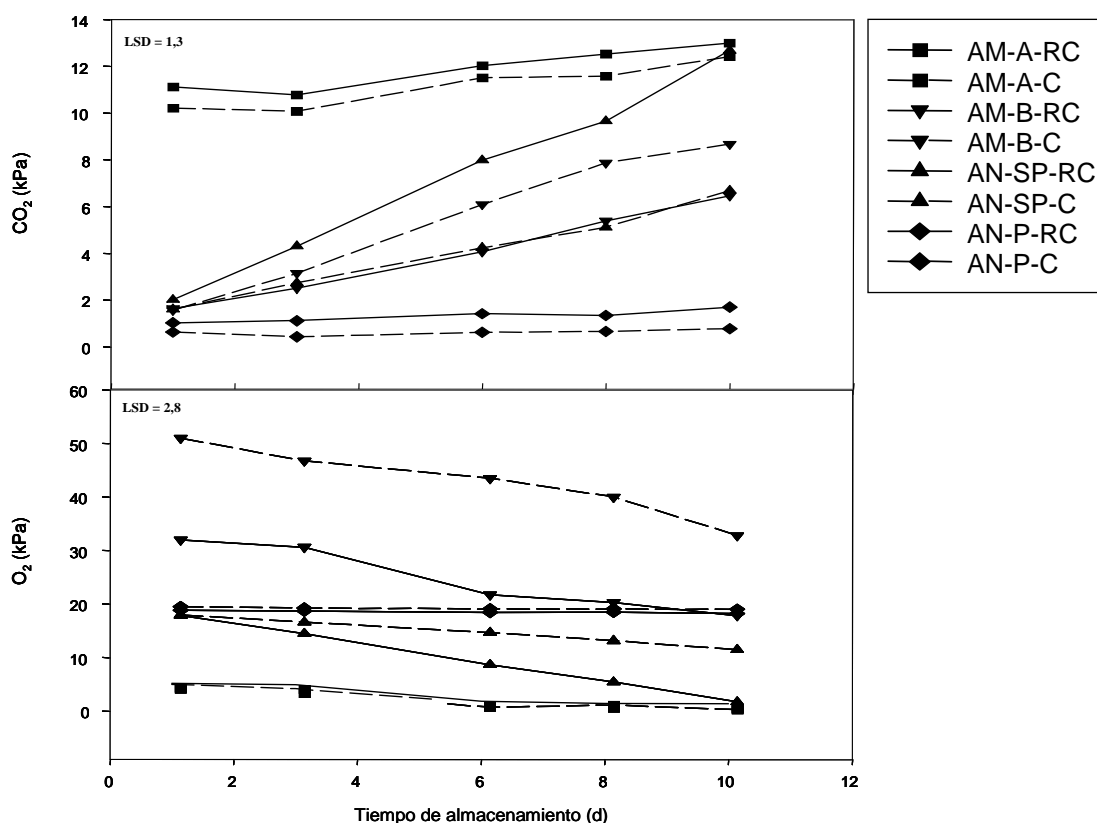 LSD = 1,3
14
12
10
8
6
4
2
0
CO2 (kPa)
AM-A-RC
AM-A-C
AM-B-RC
AM-B-C
AN-SP-RC
AN-SP-C
AN-P-RC
AN-P-C
LSD = 2,8
60
50
40
30
20
10
0
O2 (kPa)
0 2 4 6 8 10 12
Tiempo de almacenamiento (d)